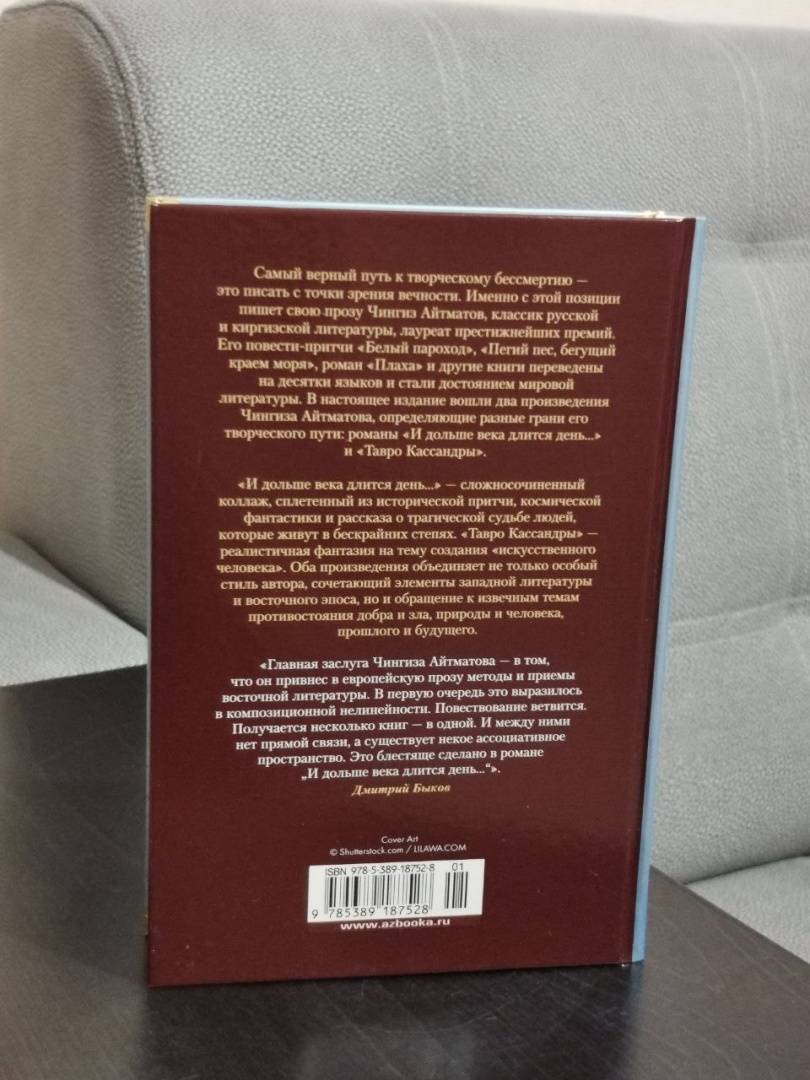 Самый верный путь к творческому бессмертию —
это писать с точки зрения вечности. Именно с этой позиции
пишет свою прозу Чингиз Айтматов, классик русской
и киргизской литературы, лауреат престижнейших премий.
Его повести-притчи «Белый пароход», «Пегий пес, бегущий
краем моря», роман «Плаха» и другие книги переведены
на десятки языков и стали достоянием мировой
литературы. В настоящее издание вошли два произведения
Чингиза Айтматова, определяющие разные грани его
творческого пути: романы «И дольше века длится день...»
и «Тавро Кассандры».
«И дольше века длится день...» — сложносочиненный
коллаж, сплетенный из исторической притчи, космической
фантастики и рассказа о трагической судьбе людей,
которые живут в бескрайних степях. «Тавро Кассандры» —
реалистичная фантазия на тему создания «искусственного
человека». Оба произведения объединяет не только особый
стиль автора, сочетающий элементы западной литературы
и восточного эпоса, но и обращение к извечным темам
противостояния добра и зла, природы и человека,
прошлого и будущего.
«Главная заслуга Чингиза Айтматова — в том,
что он привнес в европейскую прозу методы и приемы
восточной литературы. В первую очередь это выразилось
в композиционной нелинейности. Повествование ветвится.
Получается несколько книг — в одной. И между ними
нет прямой связи, а существует некое ассоциативное
пространство. Это блестяще сделано в романе
„И дольше века длится день...“».
Дмитрий Быков
Cover Art
© Shutterstock.com / LILAWA.COM
ISBN 978-5-389-18752-8 01
9 785389 187528
www.azbooka.ru